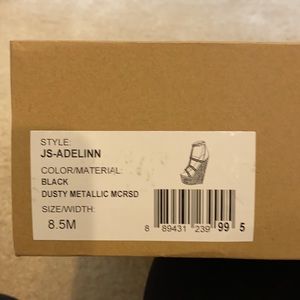 STYLE:
JS-ADELINN
COLOR/MATERIAL:
BLACK
DUSTY METALLIC MCRSD
SIZE/WIDTH:
8.5M
8 89431 239 99 5